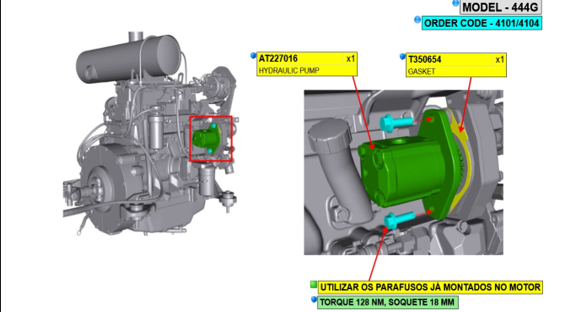 MODEL - 444G
ORDER CODE - 4101/4104
AT227016 x1
HYDRAULIC PUMP
T350654 x1
GASKET
UTILIZAR OS PARAFUSOS JÁ MONTADOS NO MOTOR
TORQUE 128 NM, SOQUETE 18 MM